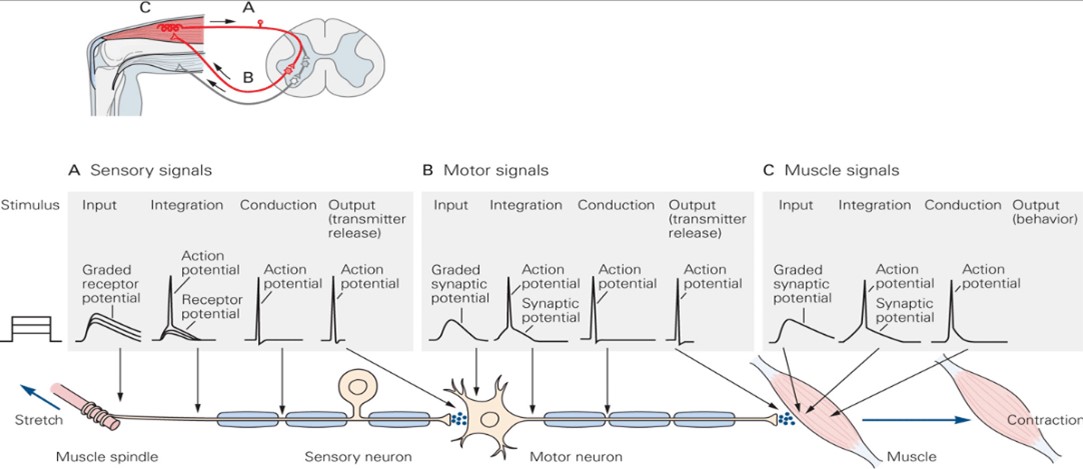 C
A
B
A Sensory signals
B Motor signals
C Muscle signals
Stimulus
Input
Integration
Conduction
Output
(transmitter
release)
Input
Integration
Conduction
Output
(transmitter
release)
Input
Integration
Conduction
Output
(behavior)
Graded
receptor
potential
Action
potential
Receptor
potential
Action
potential
Action
potential
Graded
synaptic
potential
Action
potential
Synaptic
potential
Action
potential
Action
potential
Graded
synaptic
potential
Action
potential
Synaptic
potential
Action
potential
Stretch
Contraction
Muscle spindle
Sensory neuron
Motor neuron
Muscle